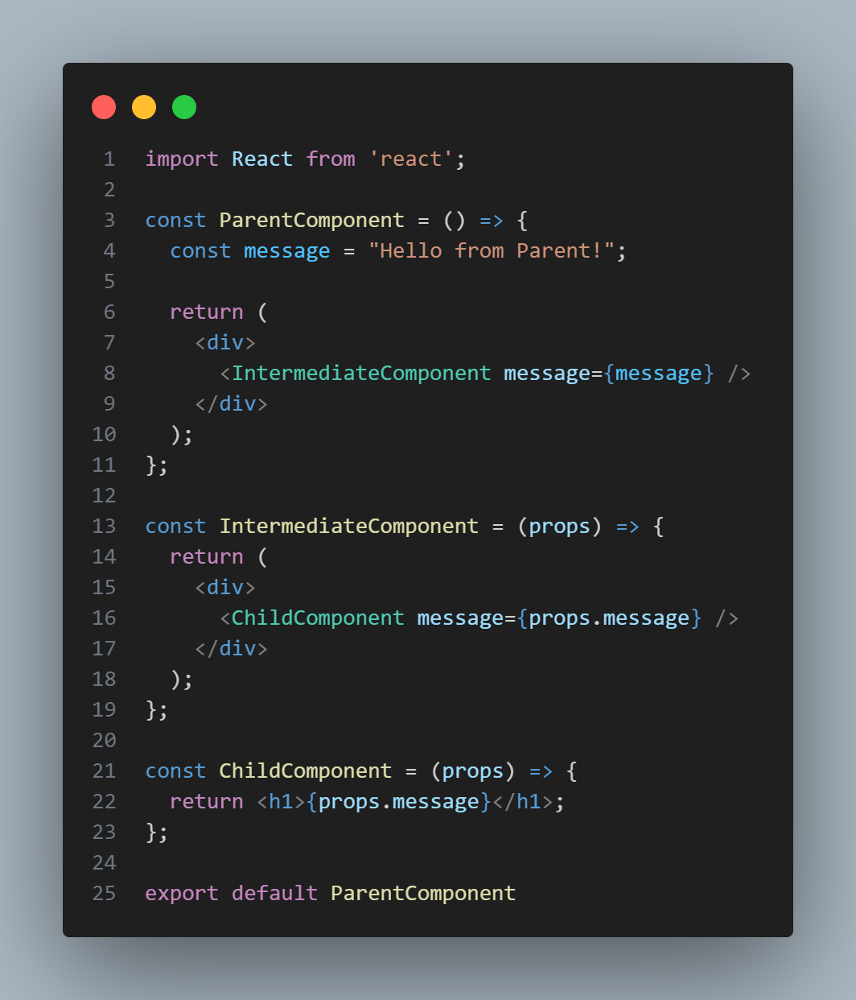 1 import React from 'react';
2
3 const ParentComponent = () => {
4   const message = "Hello from Parent!";
5
6   return (
7     <div>
8       <IntermediateComponent message={message} />
9     </div>
10   );
11 };
12
13 const IntermediateComponent = (props) => {
14   return (
15     <div>
16       <ChildComponent message={props.message} />
17     </div>
18   );
19 };
20
21 const ChildComponent = (props) => {
22   return <h1>{props.message}</h1>;
23 };
24
25 export default ParentComponent